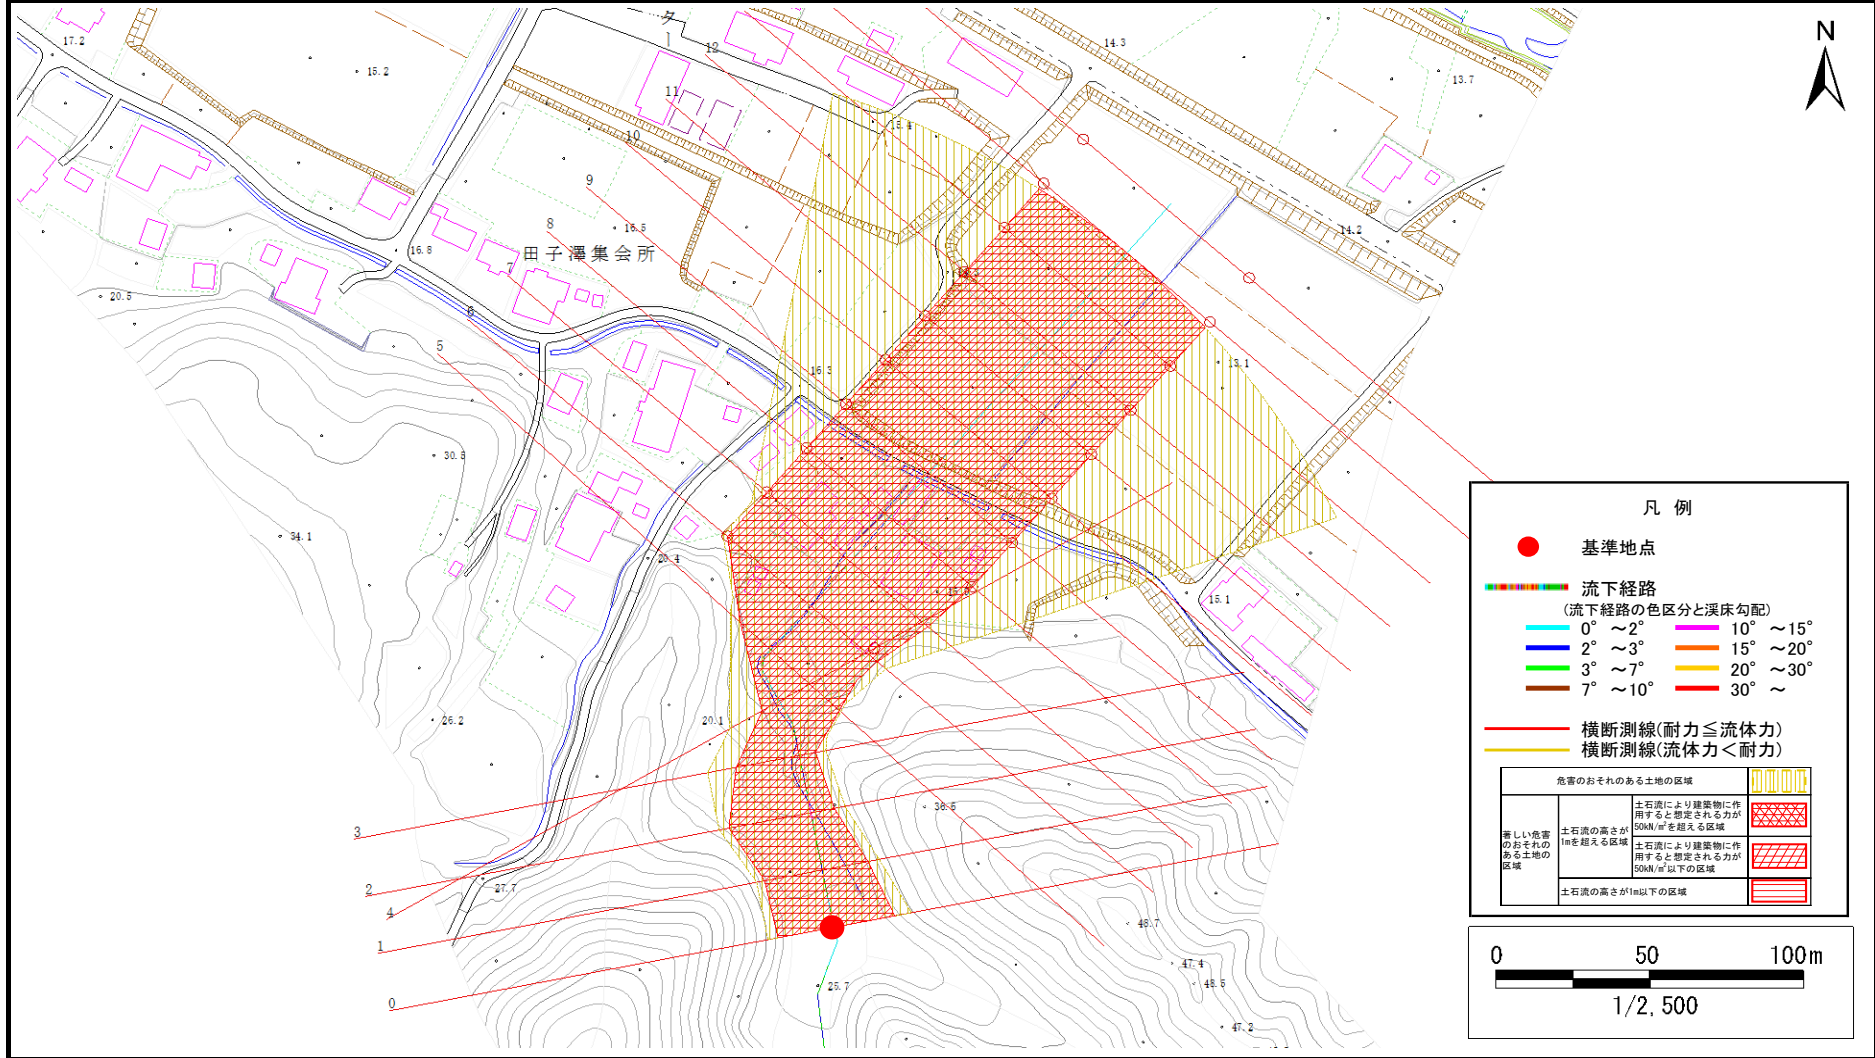 タ
ー
N
17.2
15.2
12
14.3
13.7
11
15.4
10
9
8
16.5
14.2
田子澤集会所
16.8
7
20.5
6
5
16.3
13.1
30.5
34.1
20.4
15.0
15.1
26.2
20.1
36.6
3
2
27.7
4
1
48.7
47.4
48.5
25.7
0
47.2
凡 例
基準地点
流下経路
(流下経路の色区分と渓床勾配)
0° ～2° 10° ～15°
2° ～3° 15° ～20°
3° ～7° 20° ～30°
7° ～10° 30° ～
横断測線(耐力≦流体力)
横断測線(流体力＜耐力)
危害のおそれのある土地の区域
著しい危害
のおそれの
ある土地の
区域
土石流の高さが
1mを超える区域
土石流により建築物に作
用すると想定される力が
50kN/m²を超える区域
土石流により建築物に作
用すると想定される力が
50kN/m²以下の区域
土石流の高さが1m以下の区域
0 50 100m
1/2,500